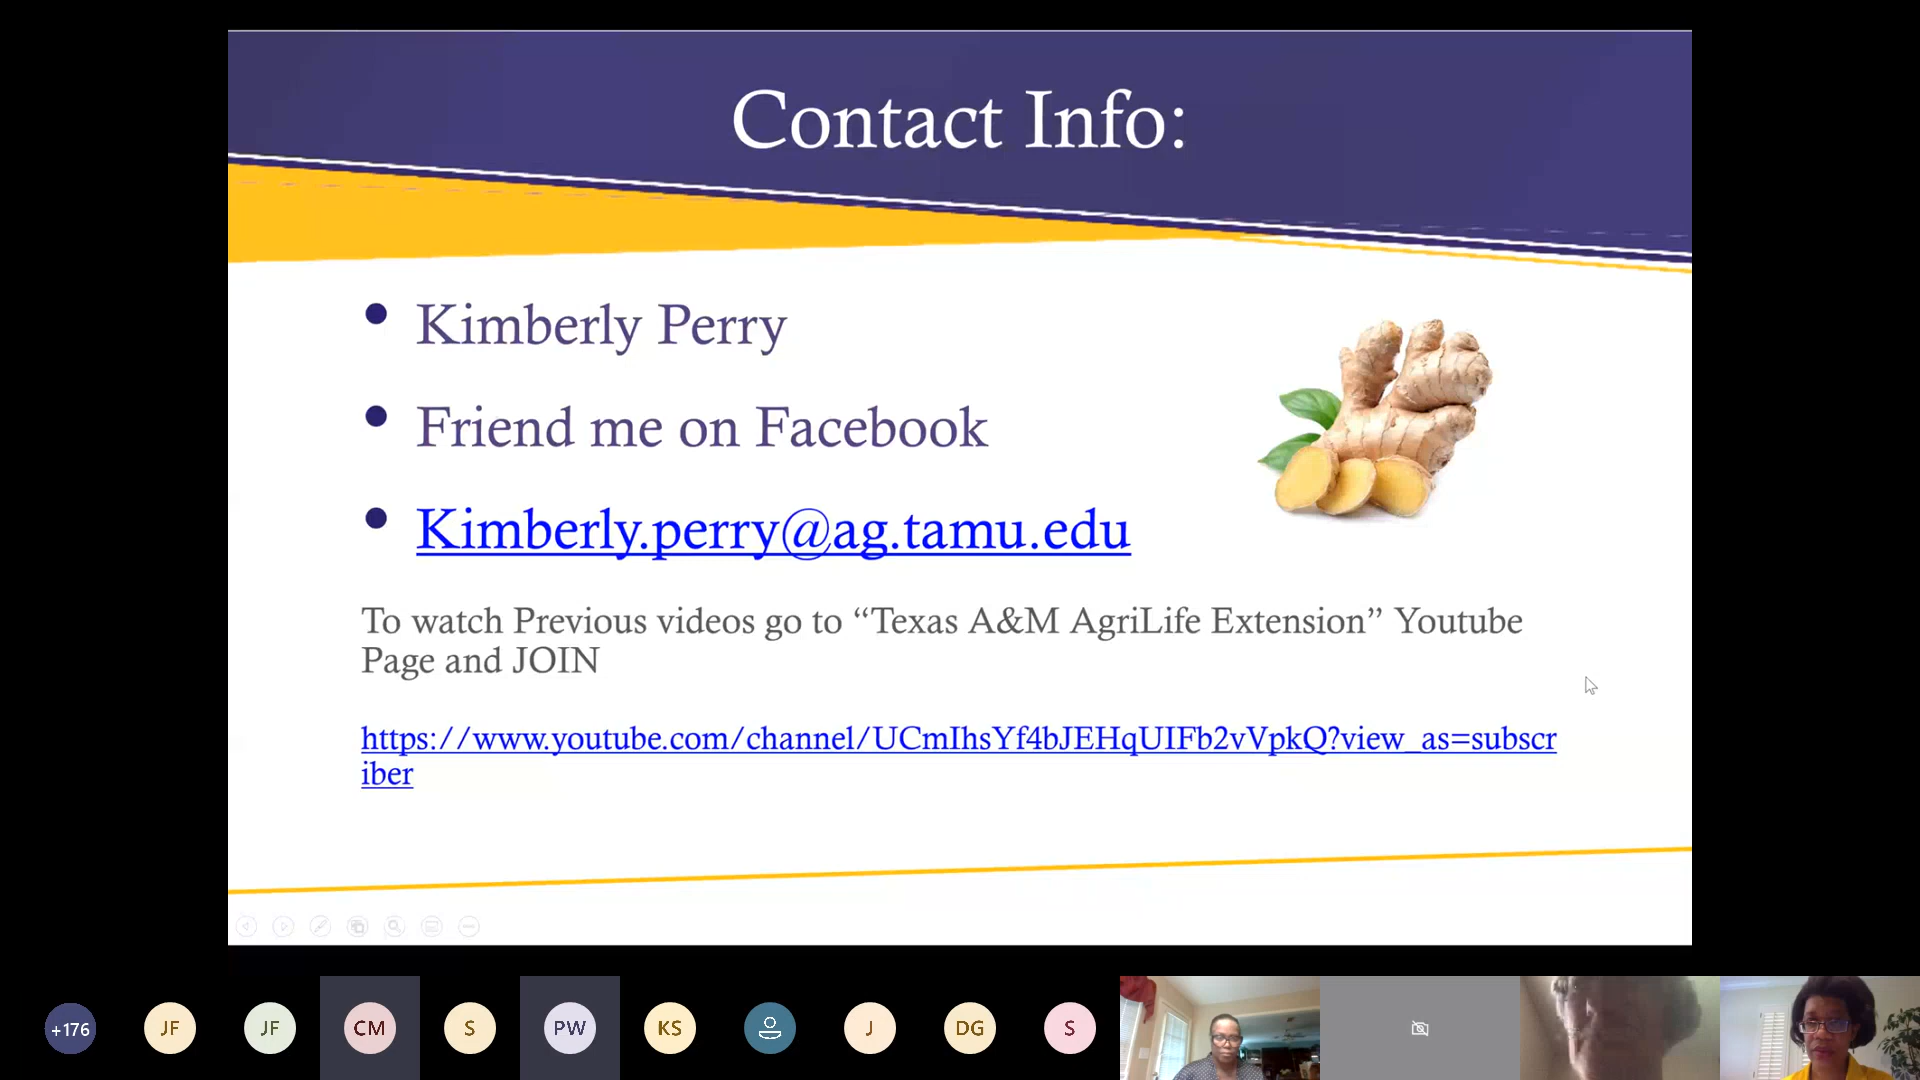 Contact Info:
• Kimberly Perry
• Friend me on Facebook
• Kimberly.perry@ag.tamu.edu
To watch Previous videos go to “Texas A&M AgriLife Extension” Youtube
Page and JOIN
https://www.youtube.com/channel/UCmIhsYf4bJEHqUIFb2vVpkQ?view_as=subscr
iber
+176 JF JF CM S PW KS J DG S